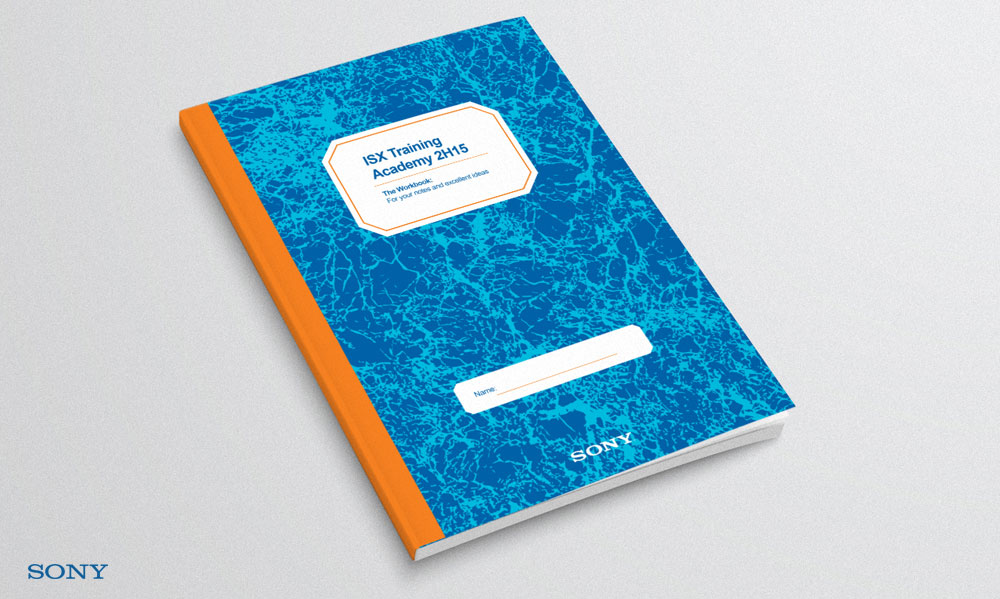 ISX Training
Academy 2H15
The Workbook:
For your notes and excellent ideas
Name:
SONY
SONY